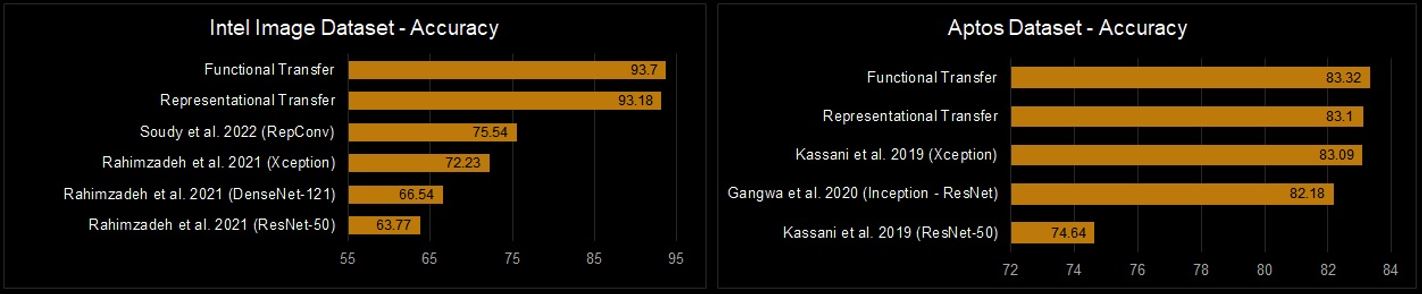 Intel Image Dataset - Accuracy
Functional Transfer 93.7
Representational Transfer 93.18
Soudy et al. 2022 (RepConv) 75.54
Rahimzadeh et al. 2021 (Xception) 72.23
Rahimzadeh et al. 2021 (DenseNet-121) 66.54
Rahimzadeh et al. 2021 (ResNet-50) 63.77
55 65 75 85 95
Aptos Dataset - Accuracy
Functional Transfer 83.32
Representational Transfer 83.1
Kassani et al. 2019 (Xception) 83.09
Gangwa et al. 2020 (Inception - ResNet) 82.18
Kassani et al. 2019 (ResNet-50) 74.64
72 74 76 78 80 82 84